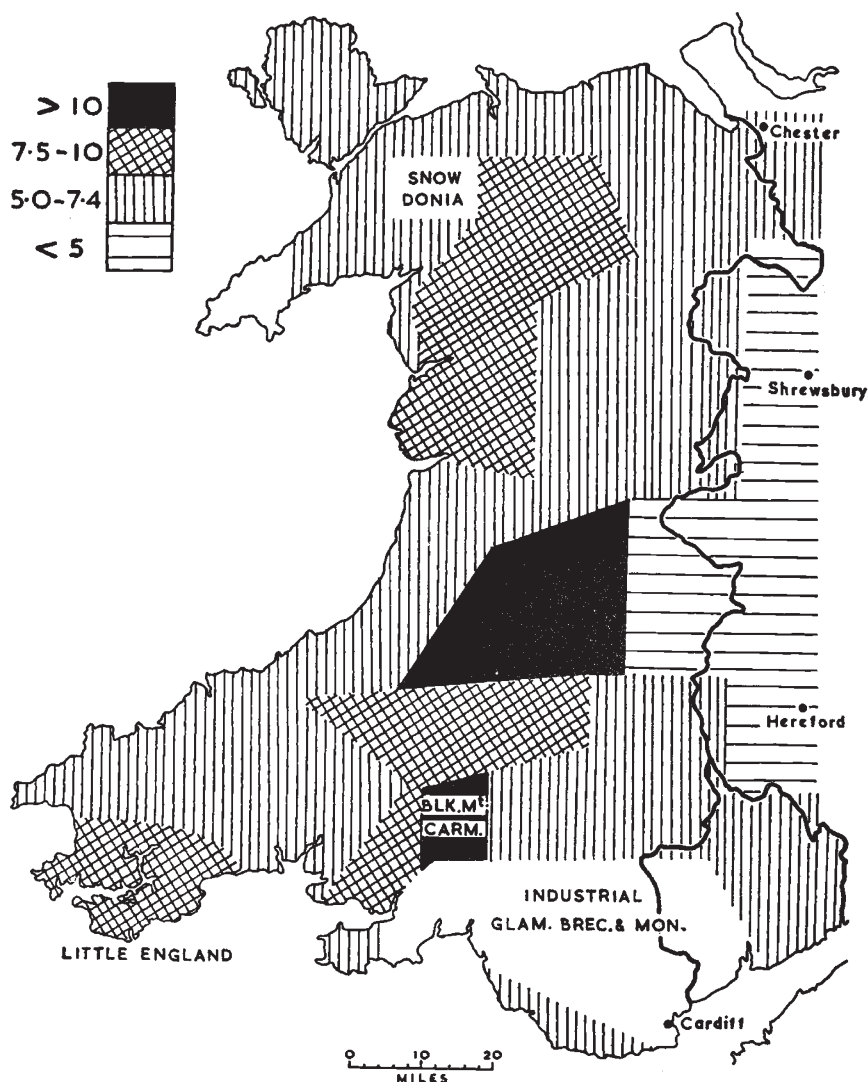 > 10
7·5-10
5·0-7·4
< 5
Chester
SNOW
DONIA
Shrewsbury
Hereford
BLK.Mᵗ
CARM.
INDUSTRIAL
GLAM. BREC.& MON.
LITTLE ENGLAND
Cardiff
0 10 20
MILES